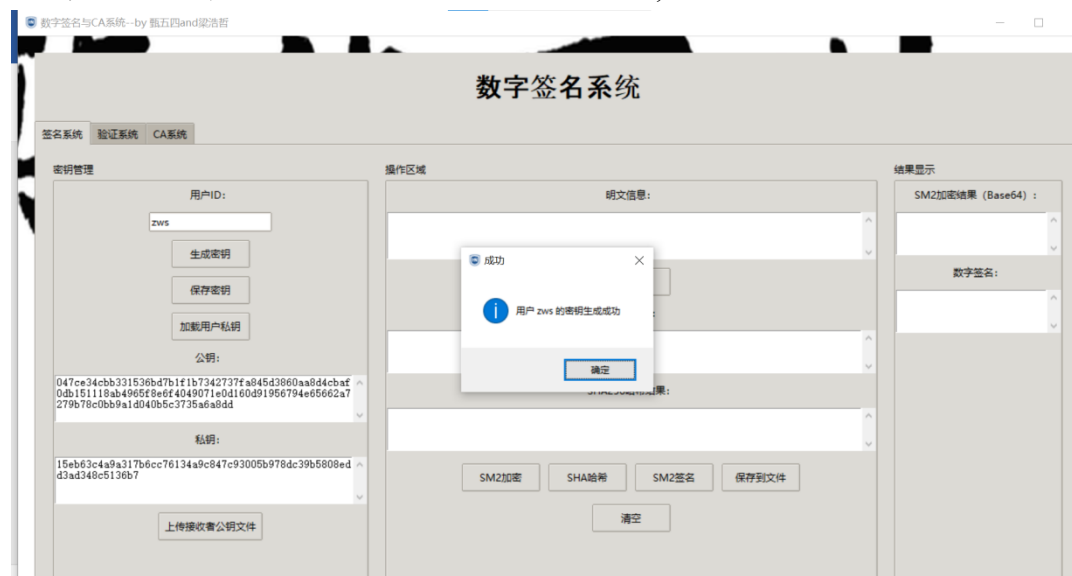 数字签名与CA系统--by 甄五四and梁浩哲
数字签名系统
签名系统 验证系统 CA系统
密钥管理
用户ID:
zws
生成密钥
保存密钥
加载用户私钥
公钥:
047ce34cbb331536bd7b1f1b7342737fa845d3860aa8d4cbaf
0db151118ab4965f8e6f4049071e0d160d91956794e65662a7
279b78c0bb9a1d040b5c3735a6a8dd
私钥:
15eb63c4a9a317b6cc76134a9c847c93005b978dc39b5808ed
d3ad348c5136b7
上传接收者公钥文件
操作区域
明文信息:
成功
用户 zws 的密钥生成成功
确定
SM2加密 SHA哈希 SM2签名 保存到文件
清空
结果显示
SM2加密结果（Base64）:
数字签名: